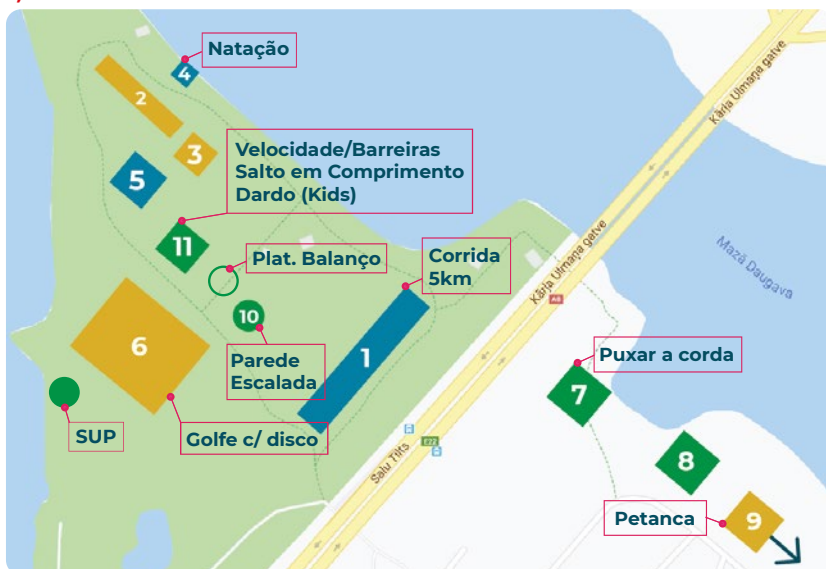 Natação
4
2
3
Velocidade/Barreiras
Salto em Comprimento
Dardo (Kids)
5
11
Plat. Balanço
Corrida
5km
10
Parede
Escalada
6
1
SUP
Golfe c/ disco
Kārļa Ulmaņa gatve
Kārļa Ulmaņa gatve
A8
Mazā Daugava
Puxar a corda
7
E22
Salu Tilts
8
Petanca
9